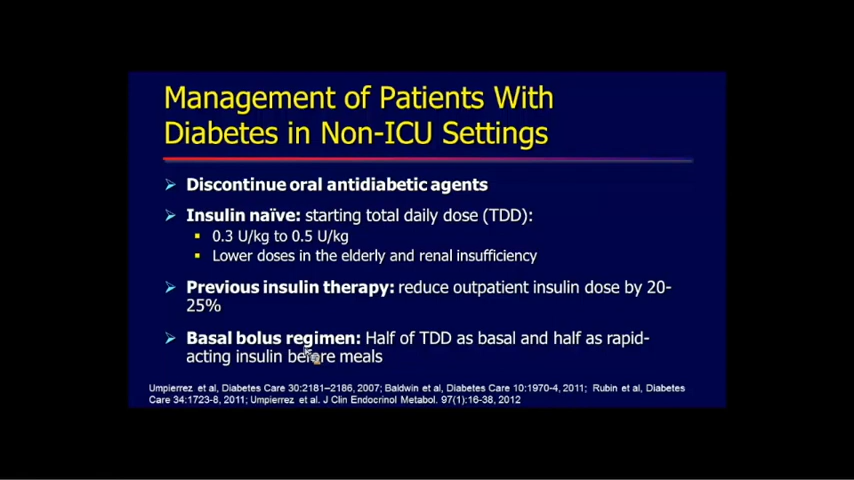 Management of Patients With
Diabetes in Non-ICU Settings
Discontinue oral antidiabetic agents
Insulin naïve: starting total daily dose (TDD):
0.3 U/kg to 0.5 U/kg
Lower doses in the elderly and renal insufficiency
Previous insulin therapy: reduce outpatient insulin dose by 20-
25%
Basal bolus regimen: Half of TDD as basal and half as rapid-
acting insulin before meals
Umpierrez et al, Diabetes Care 30:2181–2186, 2007; Baldwin et al, Diabetes Care 10:1970-4, 2011; Rubin et al, Diabetes
Care 34:1723-8, 2011; Umpierrez et al. J Clin Endocrinol Metabol. 97(1):16-38, 2012